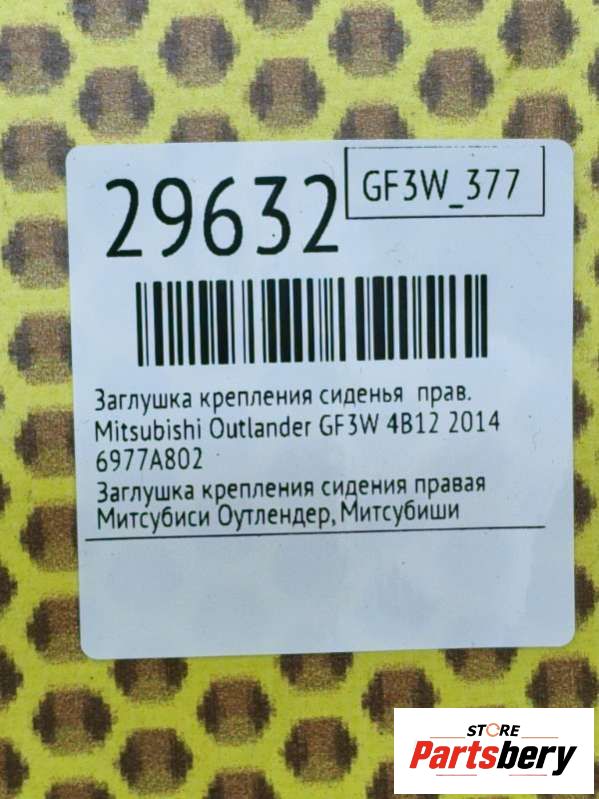 29632
GF3W_377
Заглушка крепления сиденья прав.
Mitsubishi Outlander GF3W 4B12 2014
6977A802
Заглушка крепления сидения правая
Митсубиси Оутлендер, Митсубиши
STORE
Partsbery